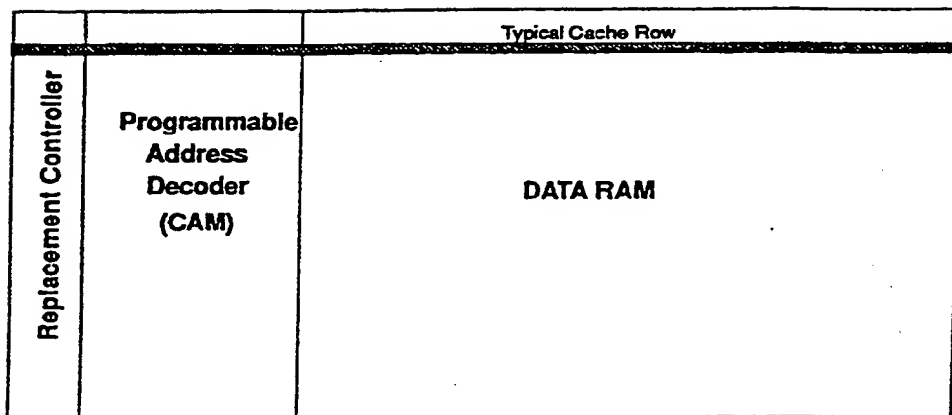 Typical Cache Row
Replacement Controller
Programmable
Address
Decoder
(CAM)
DATA RAM